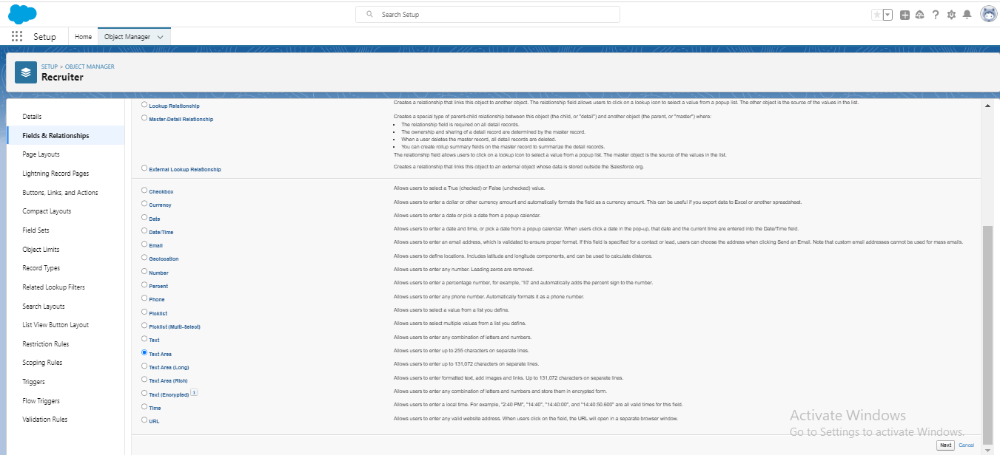 Search Setup
Setup
Home
Object Manager
SETUP > OBJECT MANAGER
Recruiter
Details
Fields & Relationships
Page Layouts
Lightning Record Pages
Buttons, Links, and Actions
Compact Layouts
Field Sets
Object Limits
Record Types
Related Lookup Filters
Search Layouts
List View Button Layout
Restriction Rules
Scoping Rules
Triggers
Flow Triggers
Validation Rules
Lookup Relationship
Creates a relationship that links this object to another object. The relationship field allows users to click on a lookup icon to select a value from a popup list. The other object is the source of the values in the list.
Master-Detail Relationship
Creates a special type of parent-child relationship between this object (the child, or "detail") and another object (the parent, or "master") where:
• The relationship field is required on all detail records.
• The ownership and sharing of a detail record are determined by the master record.
• When a user deletes the master record, all detail records are deleted.
• You can create rollup summary fields on the master record to summarize the detail records.
The relationship field allows users to click on a lookup icon to select a value from a popup list. The master object is the source of the values in the list.
External Lookup Relationship
Creates a relationship that links this object to an external object whose data is stored outside the Salesforce org.
Checkbox
Allows users to select a True (checked) or False (unchecked) value.
Currency
Allows users to enter a dollar or other currency amount and automatically formats the field as a currency amount. This can be useful if you export data to Excel or another spreadsheet.
Date
Allows users to enter a date or pick a date from a popup calendar.
Date/Time
Allows users to enter a date and time, or pick a date from a popup calendar. When users click a date in the pop-up, that date and the current time are entered into the Date/Time field.
Email
Allows users to enter an email address, which is validated to ensure proper format. If this field is specified for a contact or lead, users can choose the address when clicking Send an Email. Note that custom email addresses cannot be used for mass emails.
Geolocation
Allows users to define locations. Includes latitude and longitude components, and can be used to calculate distance.
Number
Allows users to enter any number. Leading zeros are removed.
Percent
Allows users to enter a percentage number, for example, '10' and automatically adds the percent sign to the number.
Phone
Allows users to enter any phone number. Automatically formats it as a phone number.
Picklist
Allows users to select a value from a list you define.
Picklist (Multi-Select)
Allows users to select multiple values from a list you define.
Text
Allows users to enter any combination of letters and numbers.
Text Area
Allows users to enter up to 255 characters on separate lines.
Text Area (Long)
Allows users to enter up to 131,072 characters on separate lines.
Text Area (Rich)
Allows users to enter formatted text, add images and links. Up to 131,072 characters on separate lines.
Text (Encrypted) i
Allows users to enter any combination of letters and numbers and store them in encrypted form.
Time
Allows users to enter a local time. For example, "2:40 PM", "14:40", "14:40:00", and "14:40:50.600" are all valid times for this field.
URL
Allows users to enter any valid website address. When users click on the field, the URL will open in a separate browser window.
Activate Windows
Go to Settings to activate Windows.
Next
Cancel